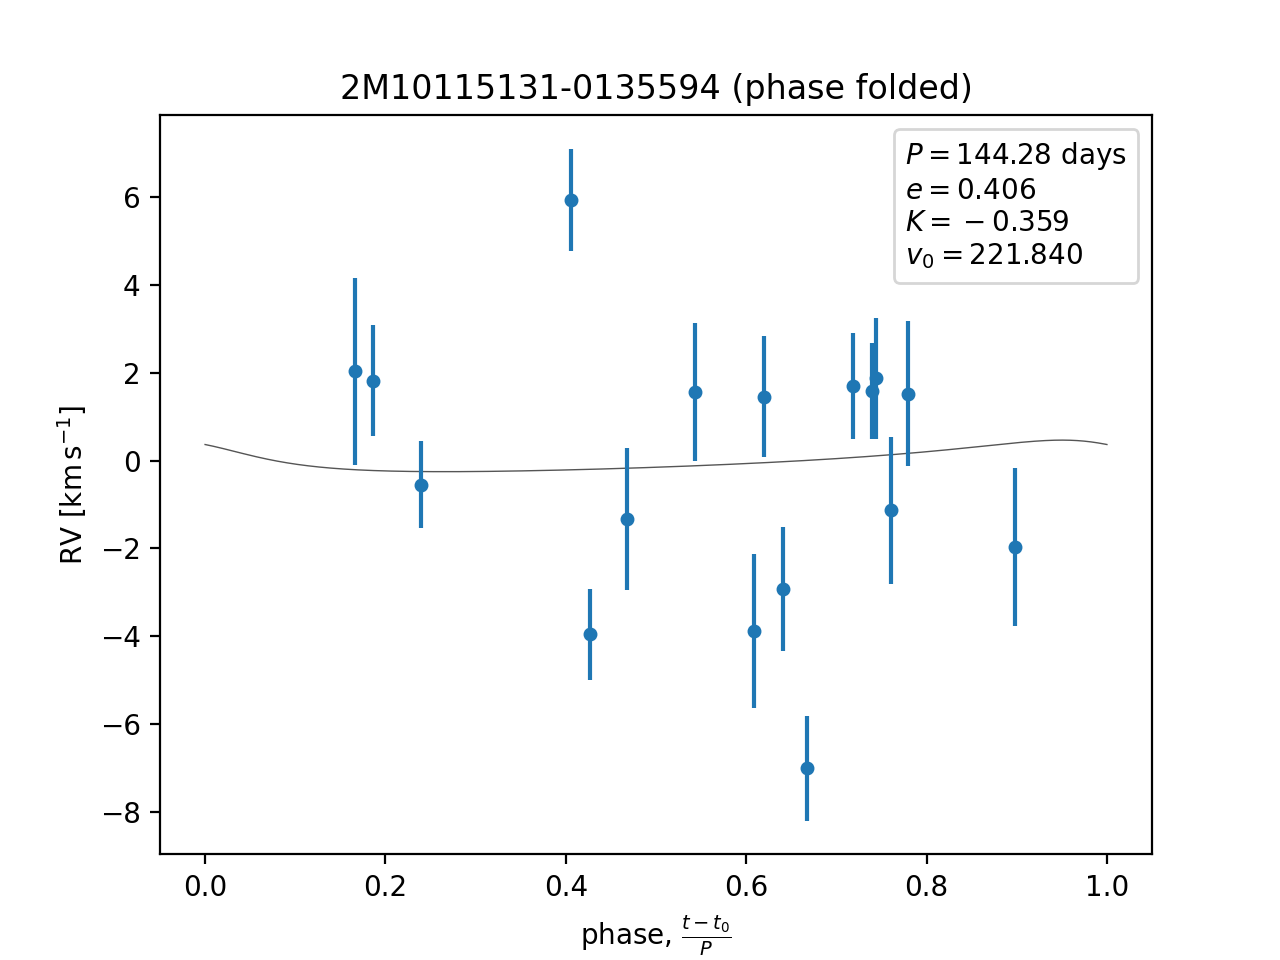 2M10115131-0135594 (phase folded)
P = 144.28 days
e = 0.406
K = −0.359
v₀ = 221.840
6
4
2
0
−2
−4
−6
−8
RV [km s⁻¹]
0.0 0.2 0.4 0.6 0.8 1.0
phase, (t − t₀)/P